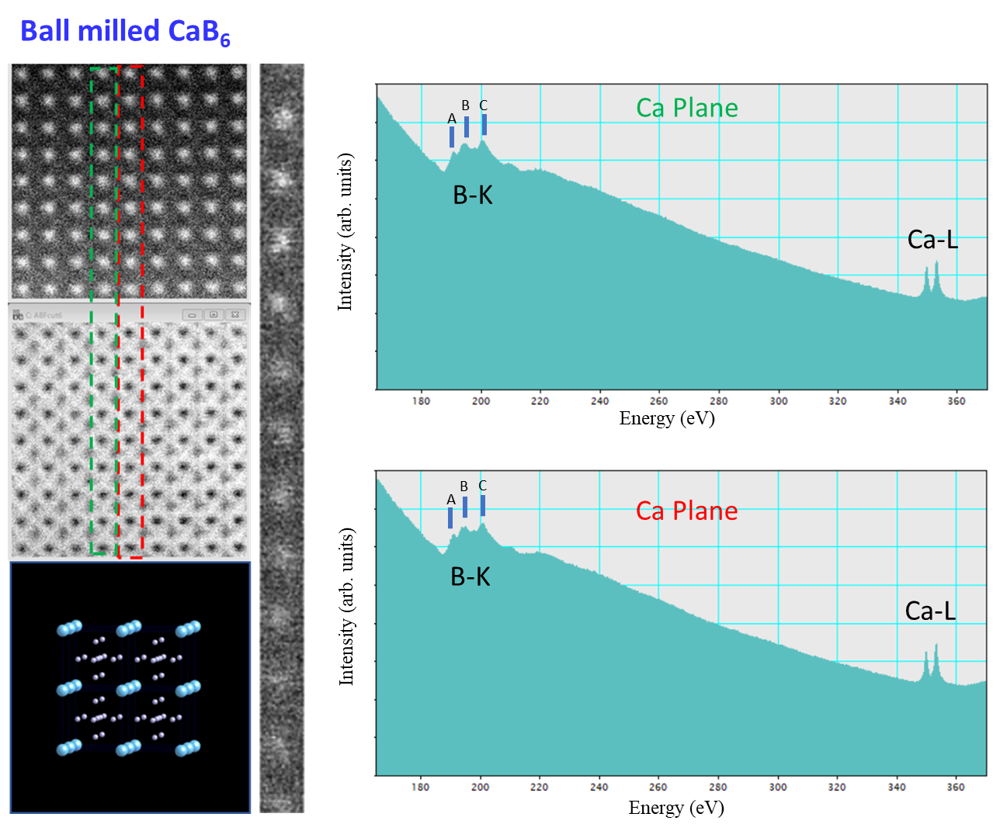 Ball milled CaB6
C: ABFcut6
Ca Plane
A
B
C
B-K
Ca-L
Intensity (arb. units)
180 200 220 240 260 280 300 320 340 360
Energy (eV)
Ca Plane
A
B
C
B-K
Ca-L
Intensity (arb. units)
180 200 220 240 260 280 300 320 340 360
Energy (eV)